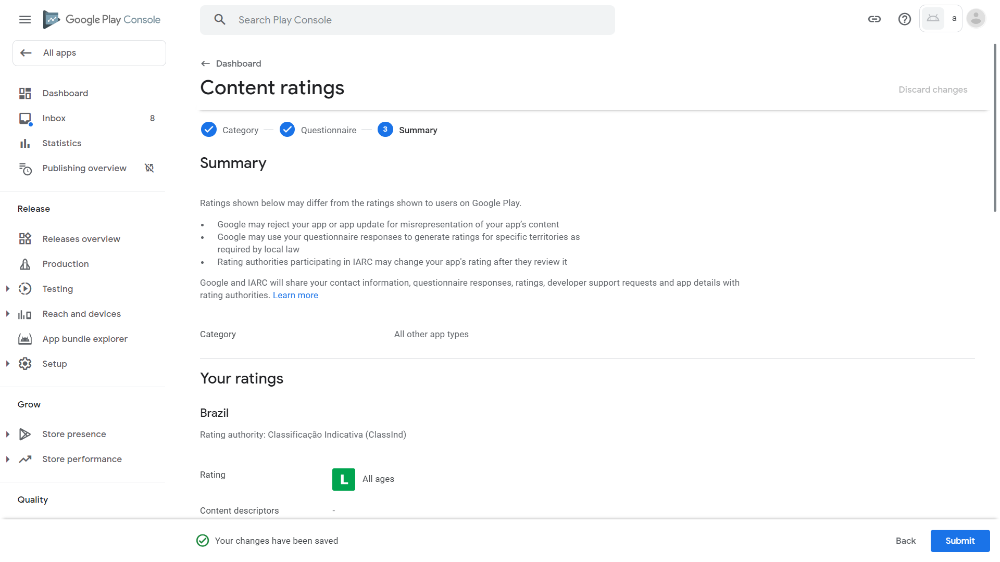 Google Play Console
Search Play Console
a
All apps
Dashboard
Inbox 8
Statistics
Publishing overview
Release
Releases overview
Production
Testing
Reach and devices
App bundle explorer
Setup
Grow
Store presence
Store performance
Quality
Dashboard
Content ratings
Discard changes
Category
Questionnaire
3 Summary
Summary
Ratings shown below may differ from the ratings shown to users on Google Play.
• Google may reject your app or app update for misrepresentation of your app’s content
• Google may use your questionnaire responses to generate ratings for specific territories as
required by local law
• Rating authorities participating in IARC may change your app's rating after they review it
Google and IARC will share your contact information, questionnaire responses, ratings, developer support requests and app details with
rating authorities. Learn more
Category All other app types
Your ratings
Brazil
Rating authority: Classificação Indicativa (ClassInd)
Rating L All ages
Content descriptors -
Your changes have been saved
Back
Submit